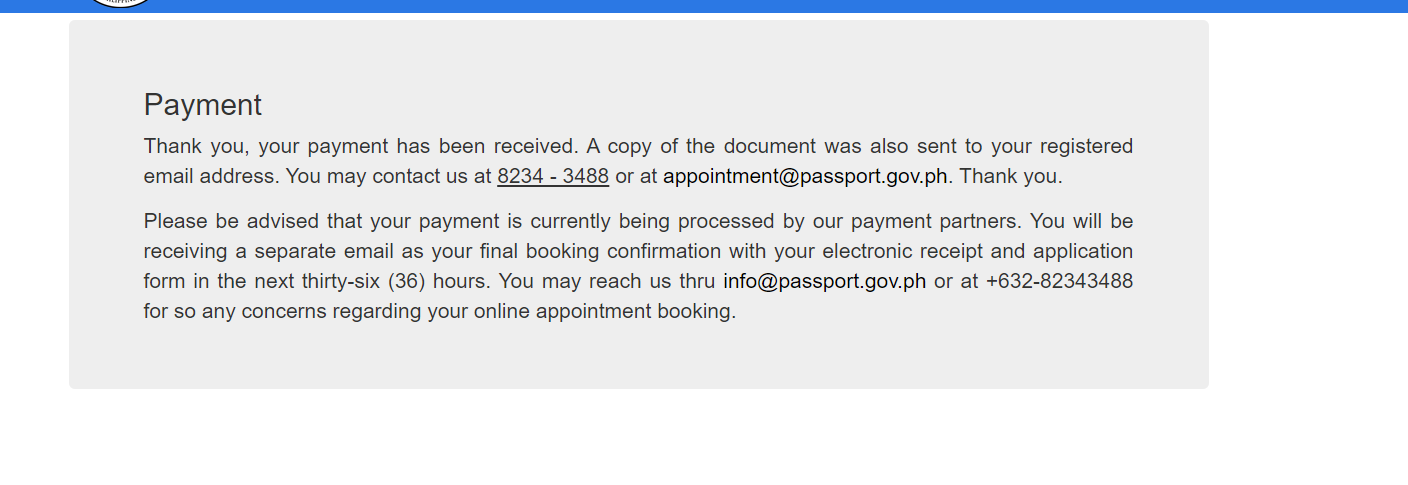 Payment
Thank you, your payment has been received. A copy of the document was also sent to your registered
email address. You may contact us at 8234 - 3488 or at appointment@passport.gov.ph. Thank you.
Please be advised that your payment is currently being processed by our payment partners. You will be
receiving a separate email as your final booking confirmation with your electronic receipt and application
form in the next thirty-six (36) hours. You may reach us thru info@passport.gov.ph or at +632-82343488
for so any concerns regarding your online appointment booking.